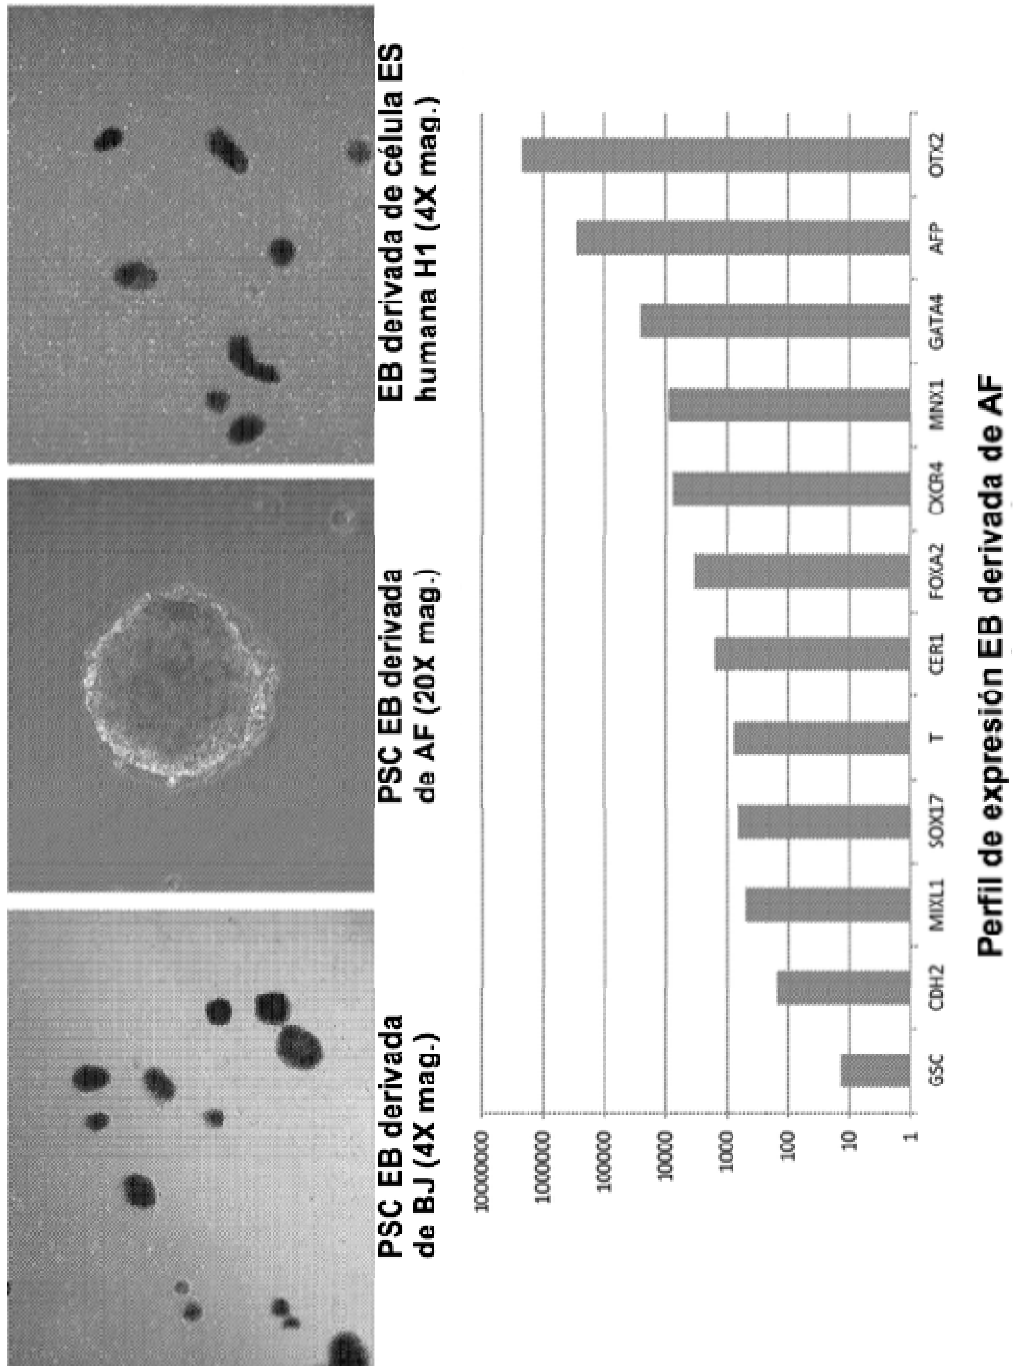 PSC EB derivada
de BJ (4X mag.)
PSC EB derivada
de AF (20X mag.)
EB derivada de célula ES
humana H1 (4X mag.)
10000000
1000000
100000
10000
1000
100
10
1
GSC
CDH2
MIXL1
SOX17
T
CER1
FOXA2
CXCR4
MNX1
GATA4
AFP
OTX2
Perfil de expresión EB derivada de AF